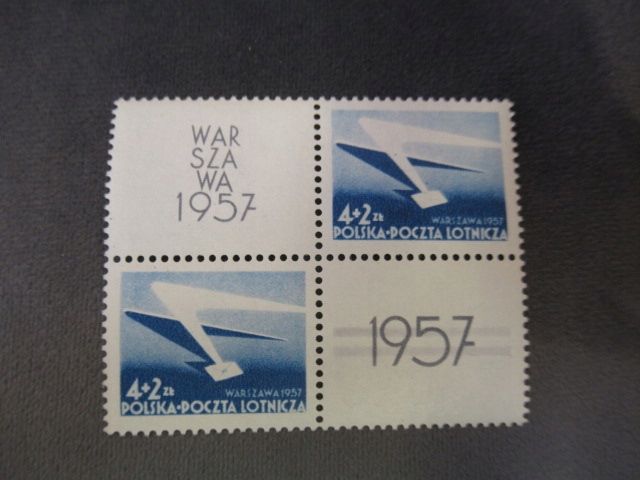 WAR
SZA
WA
1957
4+2 ZŁ
WARSZAWA 1957
POLSKA•POCZTA LOTNICZA
4+2 ZŁ
WARSZAWA 1957
POLSKA•POCZTA LOTNICZA
1957